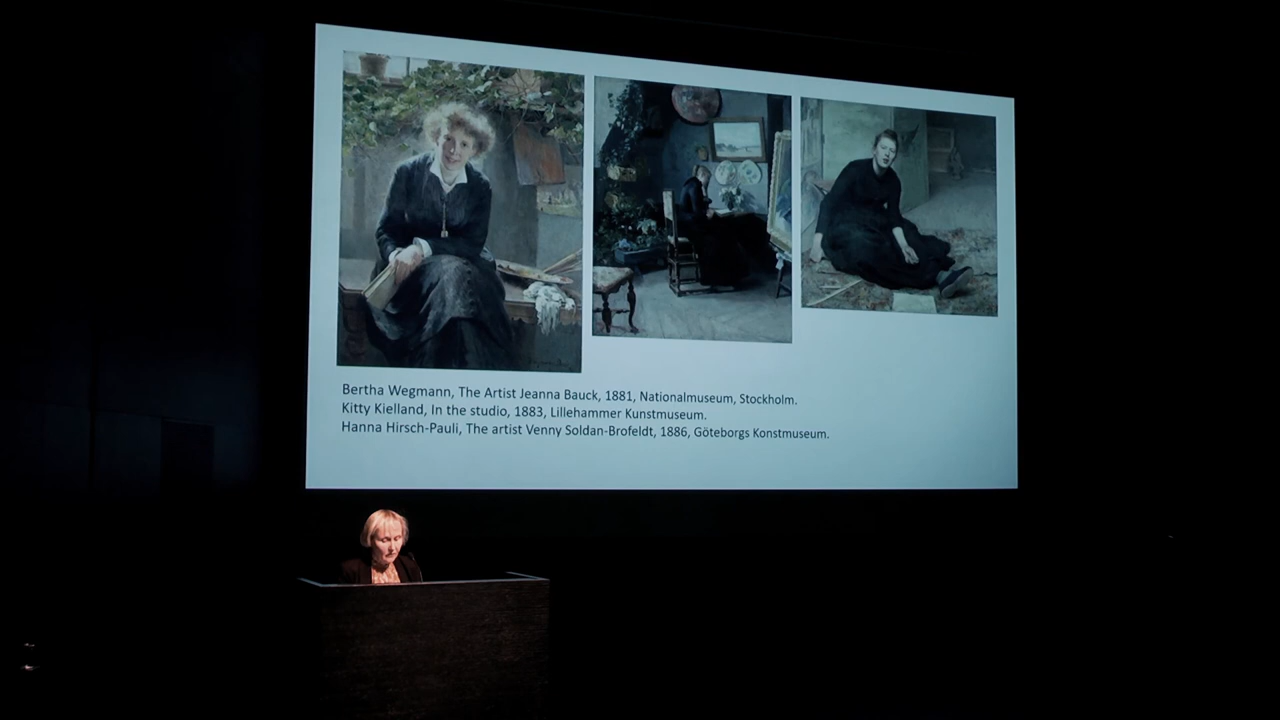 Bertha Wegmann, The Artist Jeanna Bauck, 1881, Nationalmuseum, Stockholm.
Kitty Kielland, In the studio, 1883, Lillehammer Kunstmuseum.
Hanna Hirsch-Pauli, The artist Venny Soldan-Brofeldt, 1886, Göteborgs Konstmuseum.